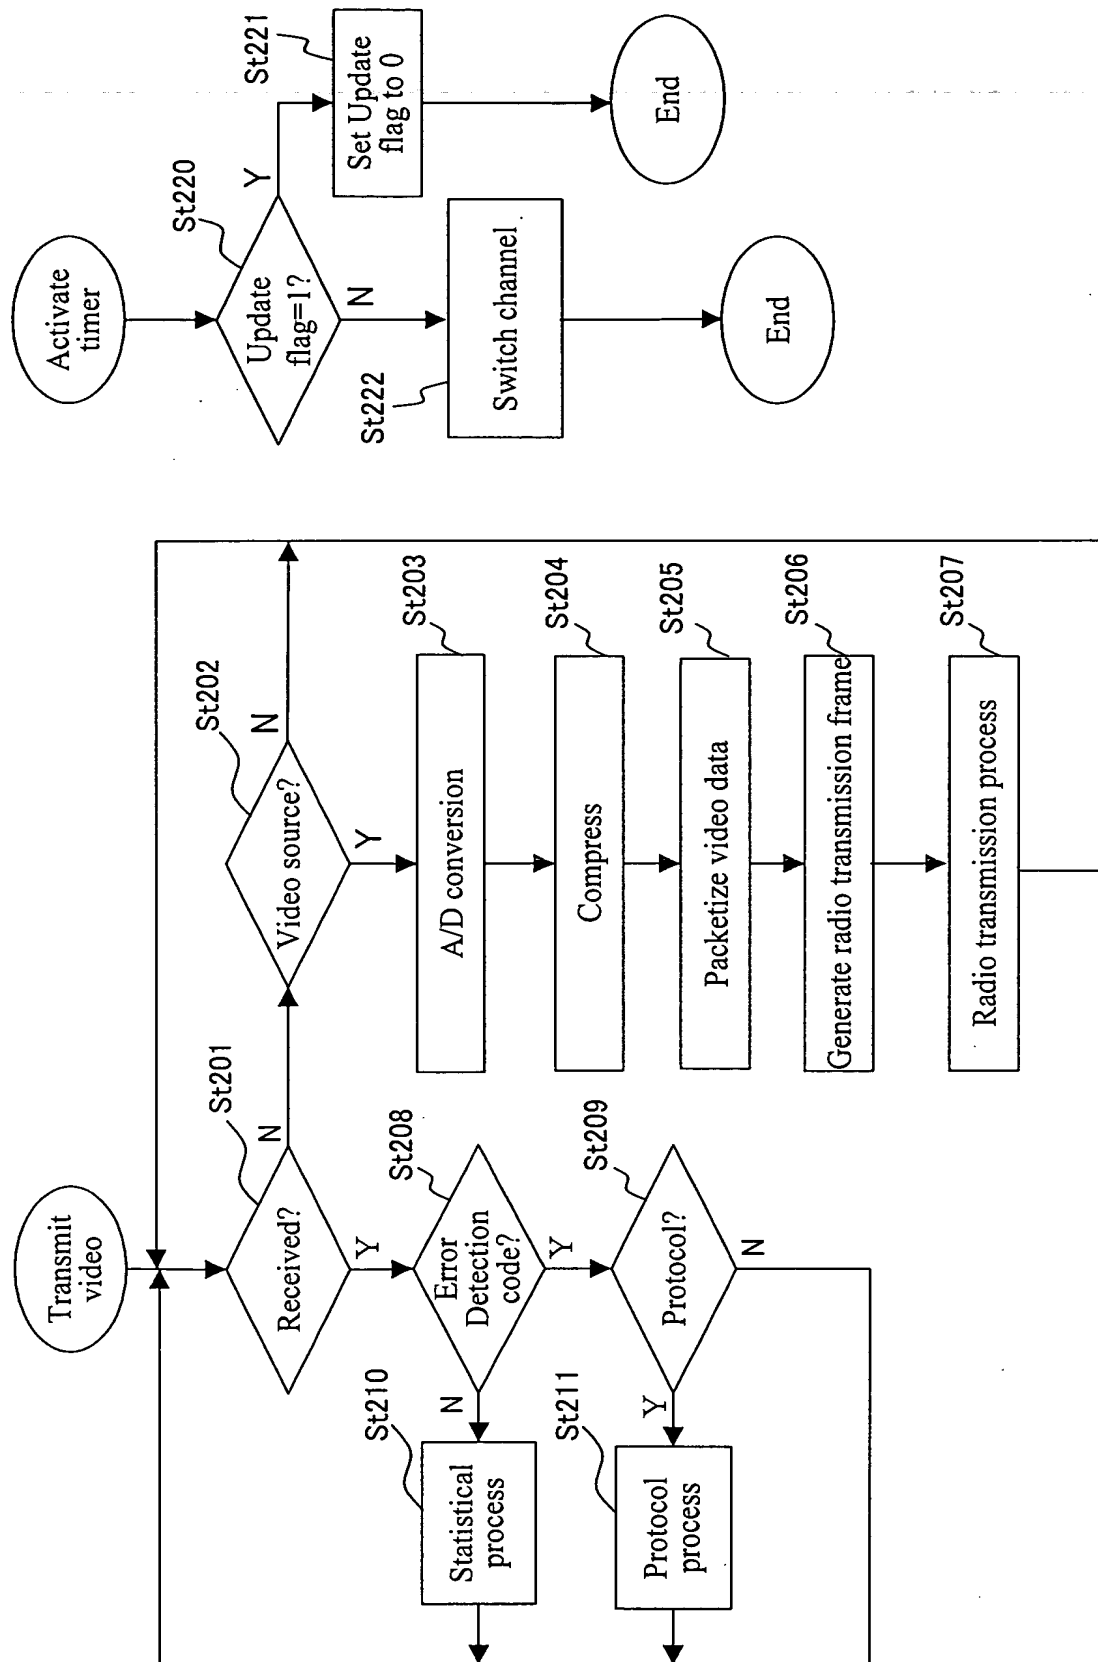 Transmit
video
St201
Received?
N
Y
St202
Video source?
N
Y
St203
A/D conversion
St204
Compress
St205
Packetize video data
St206
Generate radio transmission frame
St207
Radio transmission process
St208
Error
Detection
code?
N
Y
St209
Protocol?
Y
N
St210
Statistical
process
St211
Protocol
process
Activate
timer
St220
Update
flag=1?
Y
N
St221
Set Update
flag to 0
End
St222
Switch channel
End